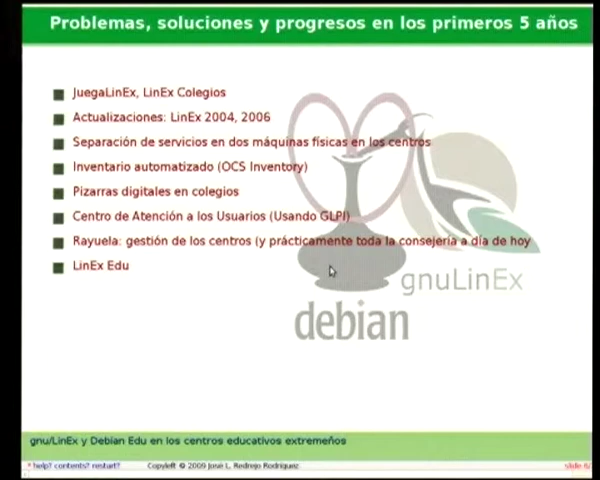 Problemas, soluciones y progresos en los primeros 5 años
JuegaLinEx, LinEx Colegios
Actualizaciones: LinEx 2004, 2006
Separación de servicios en dos máquinas físicas en los centros
Inventario automatizado (OCS Inventory)
Pizarras digitales en colegios
Centro de Atención a los Usuarios (Usando GLPI)
Rayuela: gestión de los centros (y prácticamente toda la consejería a día de hoy
LinEx Edu
gnuLinEx
debian
gnu/LinEx y Debian Edu en los centros educativos extremeños
* help? contents? restart?
Copyleft © 2009 José L. Redrejo Rodríguez
slide 6/